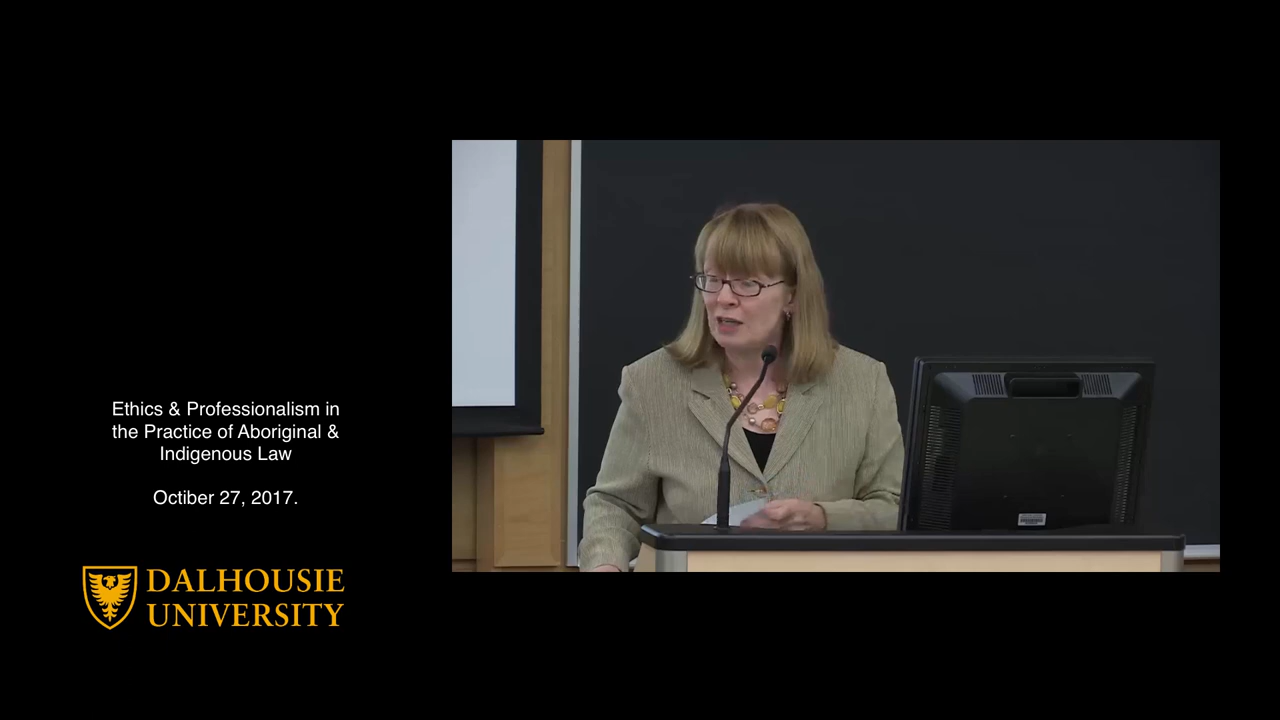 Ethics & Professionalism in
the Practice of Aboriginal &
Indigenous Law
Octiber 27, 2017.
DALHOUSIE
UNIVERSITY